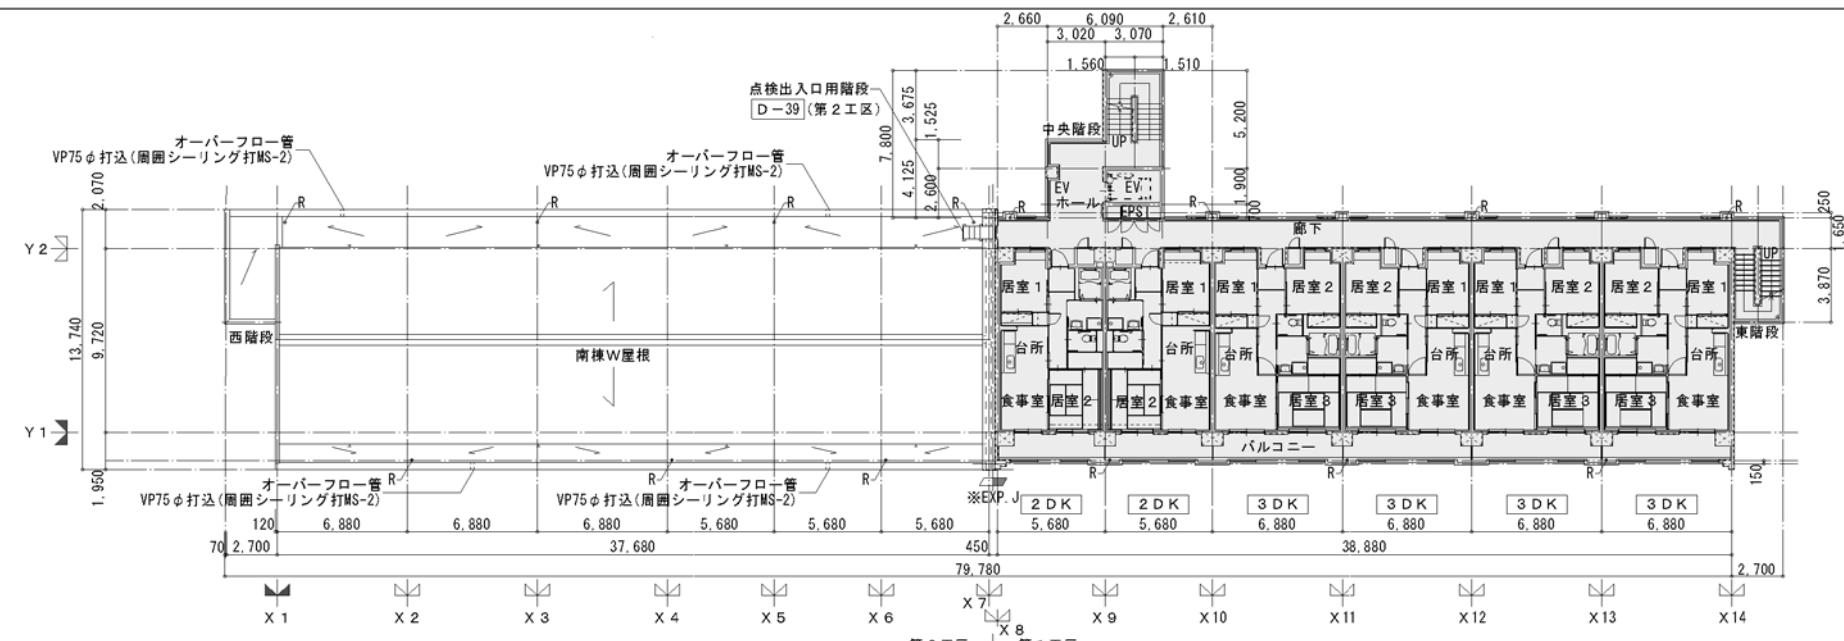 2,660 6,090 2,610
3,020 3,070
1,560 1,510
点検出入口用階段
D-39 (第2工区)
7,800
3,675
1,525
4,125
2,600
5,200
1,900
700
中央階段
UP
オーバーフロー管
VP75φ打込(周囲シーリング打MS-2)
オーバーフロー管
VP75φ打込(周囲シーリング打MS-2)
EV
ホール
EV
EPS
R R R R R R R R
廊下
2,070
13,740
9,720
1,950
250
1,650
3,870
150
Y2
Y1
西階段
南棟W屋根
UP
東階段
居室1 居室1 居室1 居室2 居室2 居室1 居室1 居室2 居室2 居室1
台所 台所 台所 台所 台所 台所
食事室 居室2 居室2 食事室 食事室 居室3 居室3 食事室 食事室 居室3 居室3 食事室
バルコニー
R R R R R R
オーバーフロー管
VP75φ打込(周囲シーリング打MS-2)
オーバーフロー管
VP75φ打込(周囲シーリング打MS-2)
※EXP.J
2DK 2DK 3DK 3DK 3DK 3DK
120 6,880 6,880 6,880 5,680 5,680 5,680 5,680 5,680 6,880 6,880 6,880 6,880
70 2,700 37,680 450 38,880
79,780 2,700
X1 X2 X3 X4 X5 X6 X7 X8 X9 X10 X11 X12 X13 X14